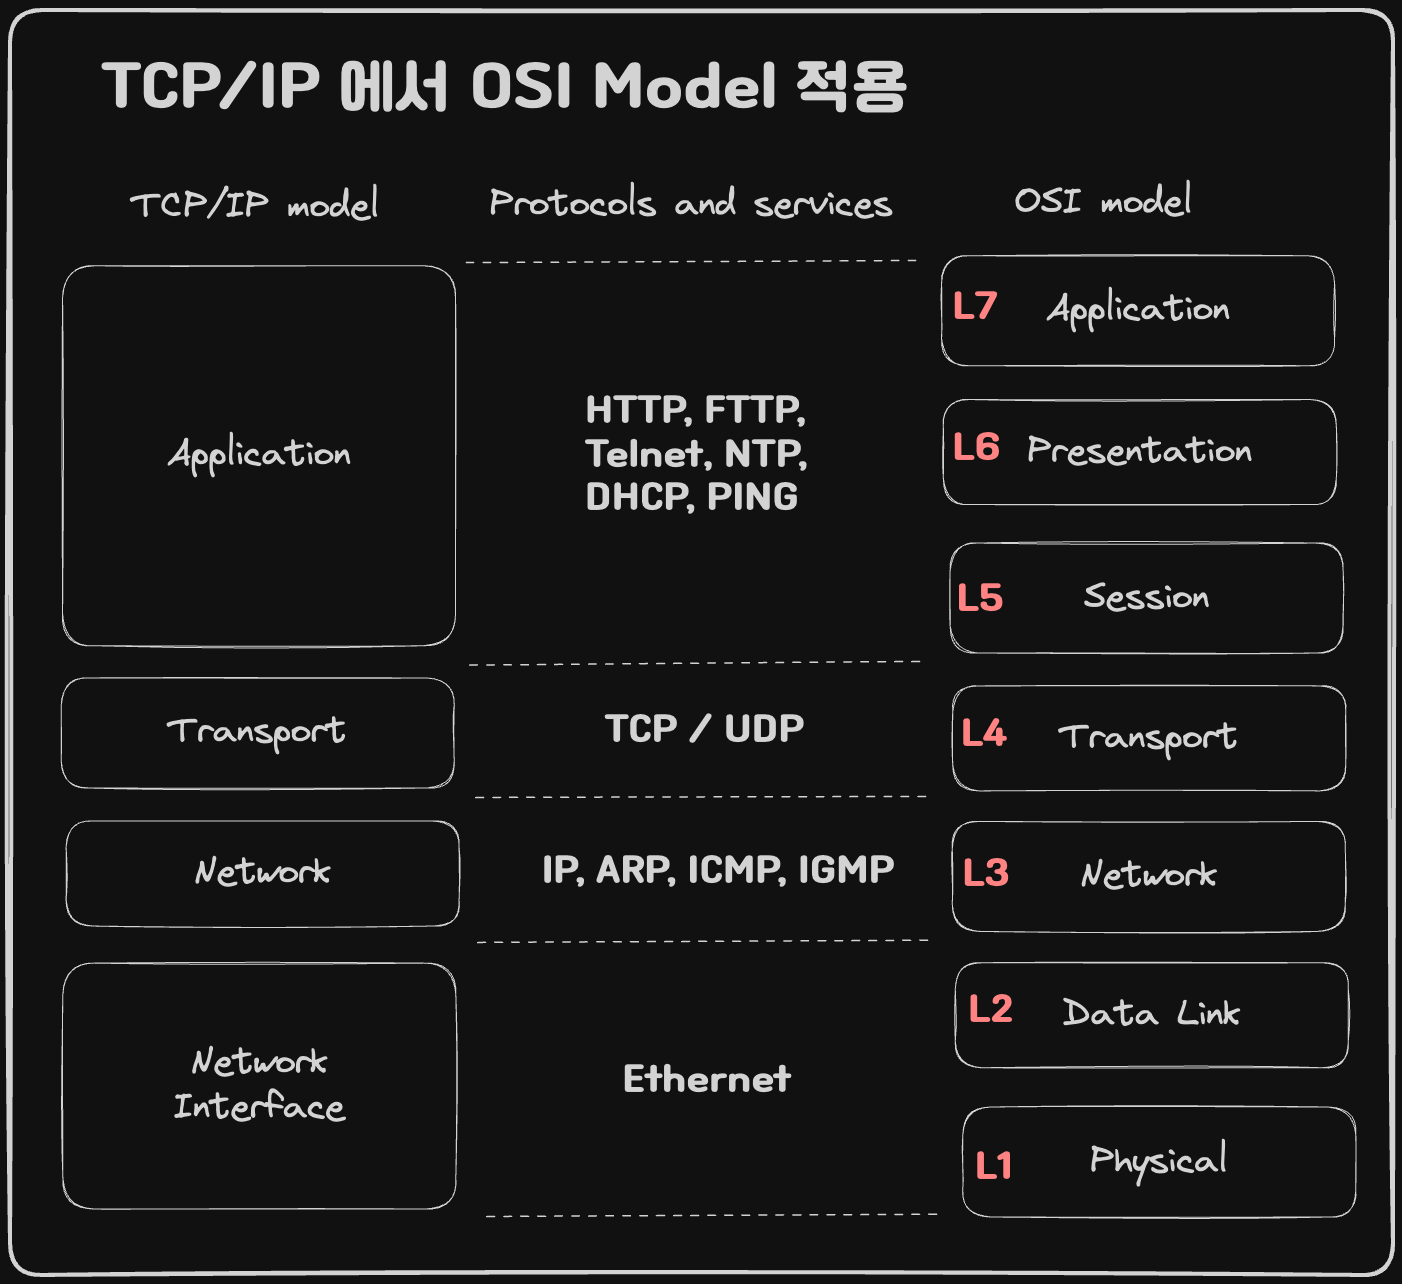 TCP/IP 에서 OSI Model 적용
TCP/IP model
Protocols and services
OSI model
Application
HTTP, FTTP,
Telnet, NTP,
DHCP, PING
L7 Application
L6 Presentation
L5 Session
Transport
TCP / UDP
L4 Transport
Network
IP, ARP, ICMP, IGMP
L3 Network
Network
Interface
Ethernet
L2 Data Link
L1 Physical